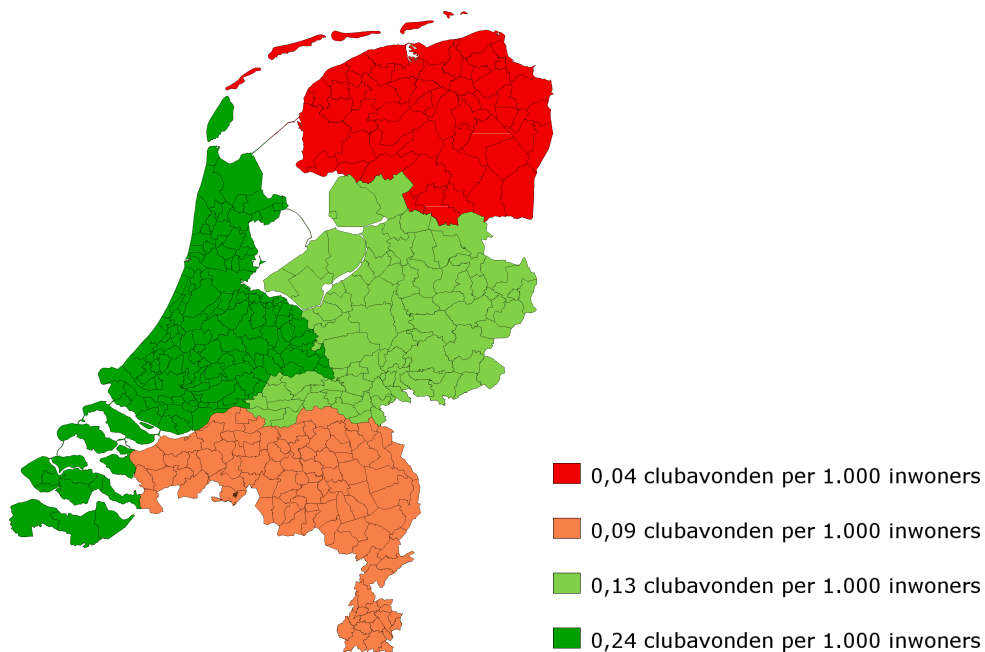 0,04 clubavonden per 1.000 inwoners
0,09 clubavonden per 1.000 inwoners
0,13 clubavonden per 1.000 inwoners
0,24 clubavonden per 1.000 inwoners